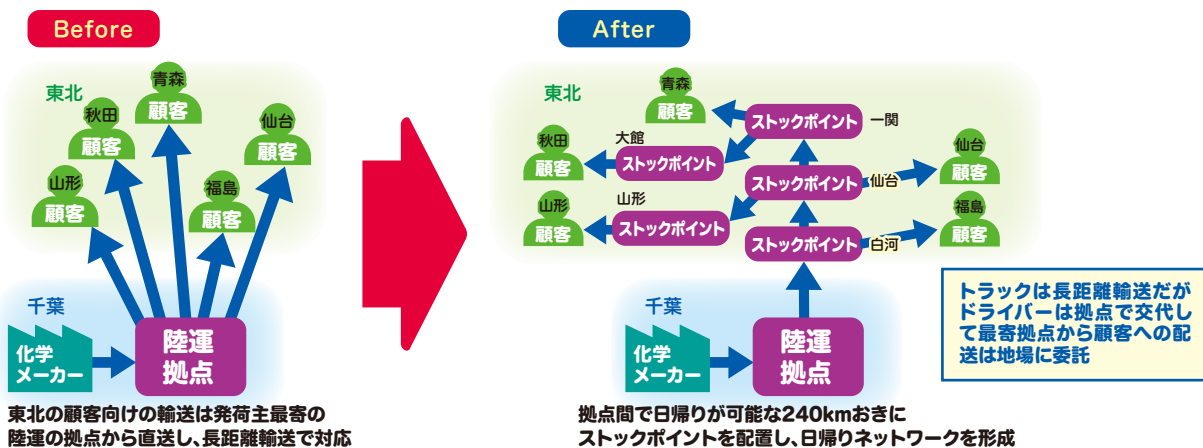 Before
東北
青森
顧客
秋田
顧客
仙台
顧客
山形
顧客
福島
顧客
千葉
化学
メーカー
陸運
拠点
東北の顧客向けの輸送は発荷主最寄の
陸運の拠点から直送し、長距離輸送で対応
After
東北
青森
顧客
ストックポイント
一関
秋田
顧客
大館
ストックポイント
ストックポイント
仙台
仙台
顧客
山形
顧客
山形
ストックポイント
ストックポイント
白河
福島
顧客
千葉
化学
メーカー
陸運
拠点
トラックは長距離輸送だが
ドライバーは拠点で交代し
て最寄拠点から顧客への配
送は地場に委託
拠点間で日帰りが可能な240kmおきに
ストックポイントを配置し、日帰りネットワークを形成